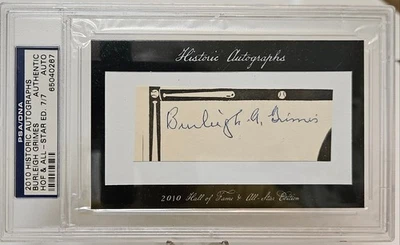 Historic Autographs
Burleigh A. Grimes
2010 Hall of Fame & All-Star Edition
PSA/DNA
2010 HISTORIC AUTOGRAPHS
BURLEIGH GRIMES AUTHENTIC
HOF & ALL-STAR ED. 7/7 AUTO
65040287